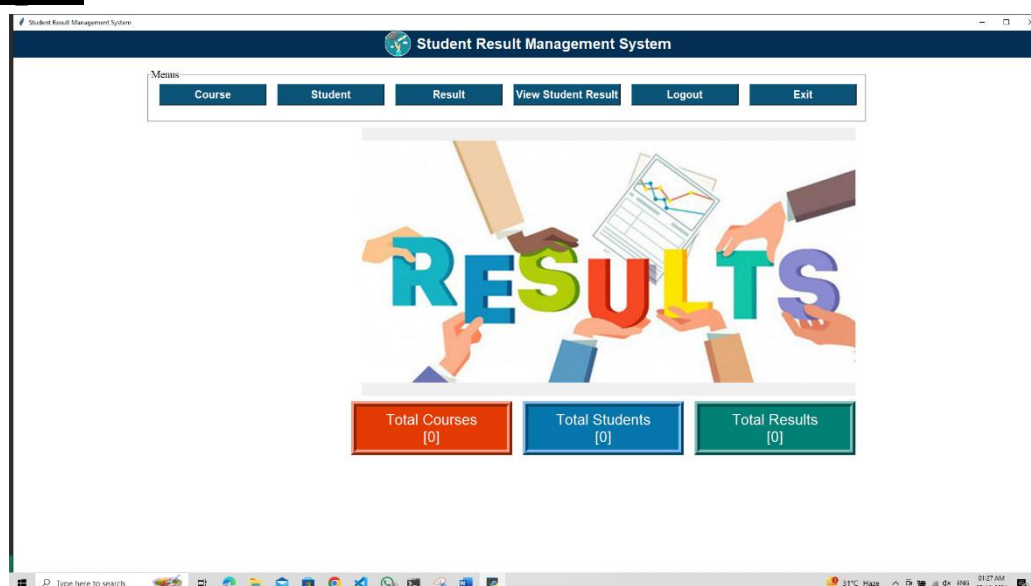 Student Result Management System
Student Result Management System
Menus
Course Student Result View Student Result Logout Exit
RESULTS
Total Courses Total Students Total Results
[0] [0] [0]
Type here to search 31°C Haze ENG 01:27 AM